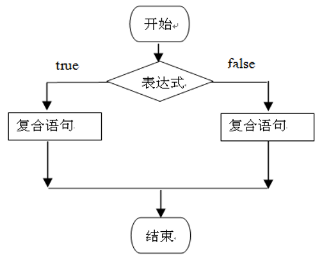 开始
true
false
表达式
复合语句
复合语句
结束